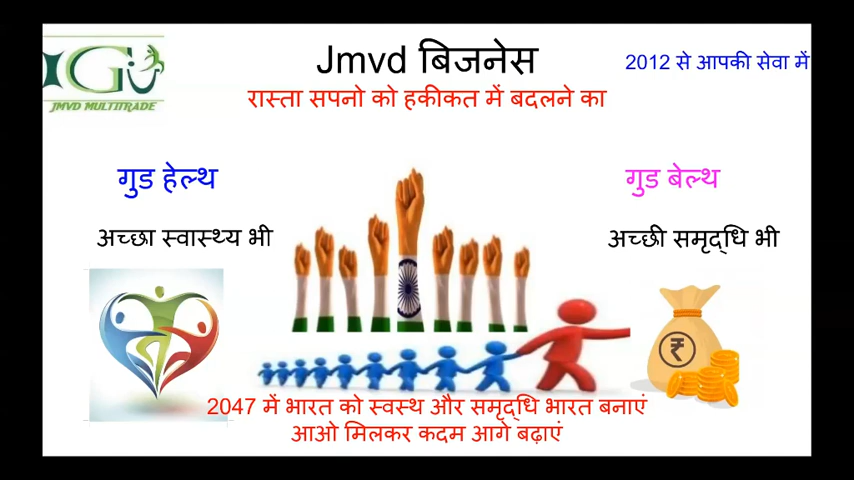 IGU
JMVD MULTITRADE
Jmvd बिजनेस
2012 से आपकी सेवा में
रास्ता सपनो को हकीकत में बदलने का
गुड हेल्थ
गुड बेल्थ
अच्छा स्वास्थ्य भी
अच्छी समृद्धि भी
₹
2047 में भारत को स्वस्थ और समृद्धि भारत बनाएं
आओ मिलकर कदम आगे बढ़ाएं